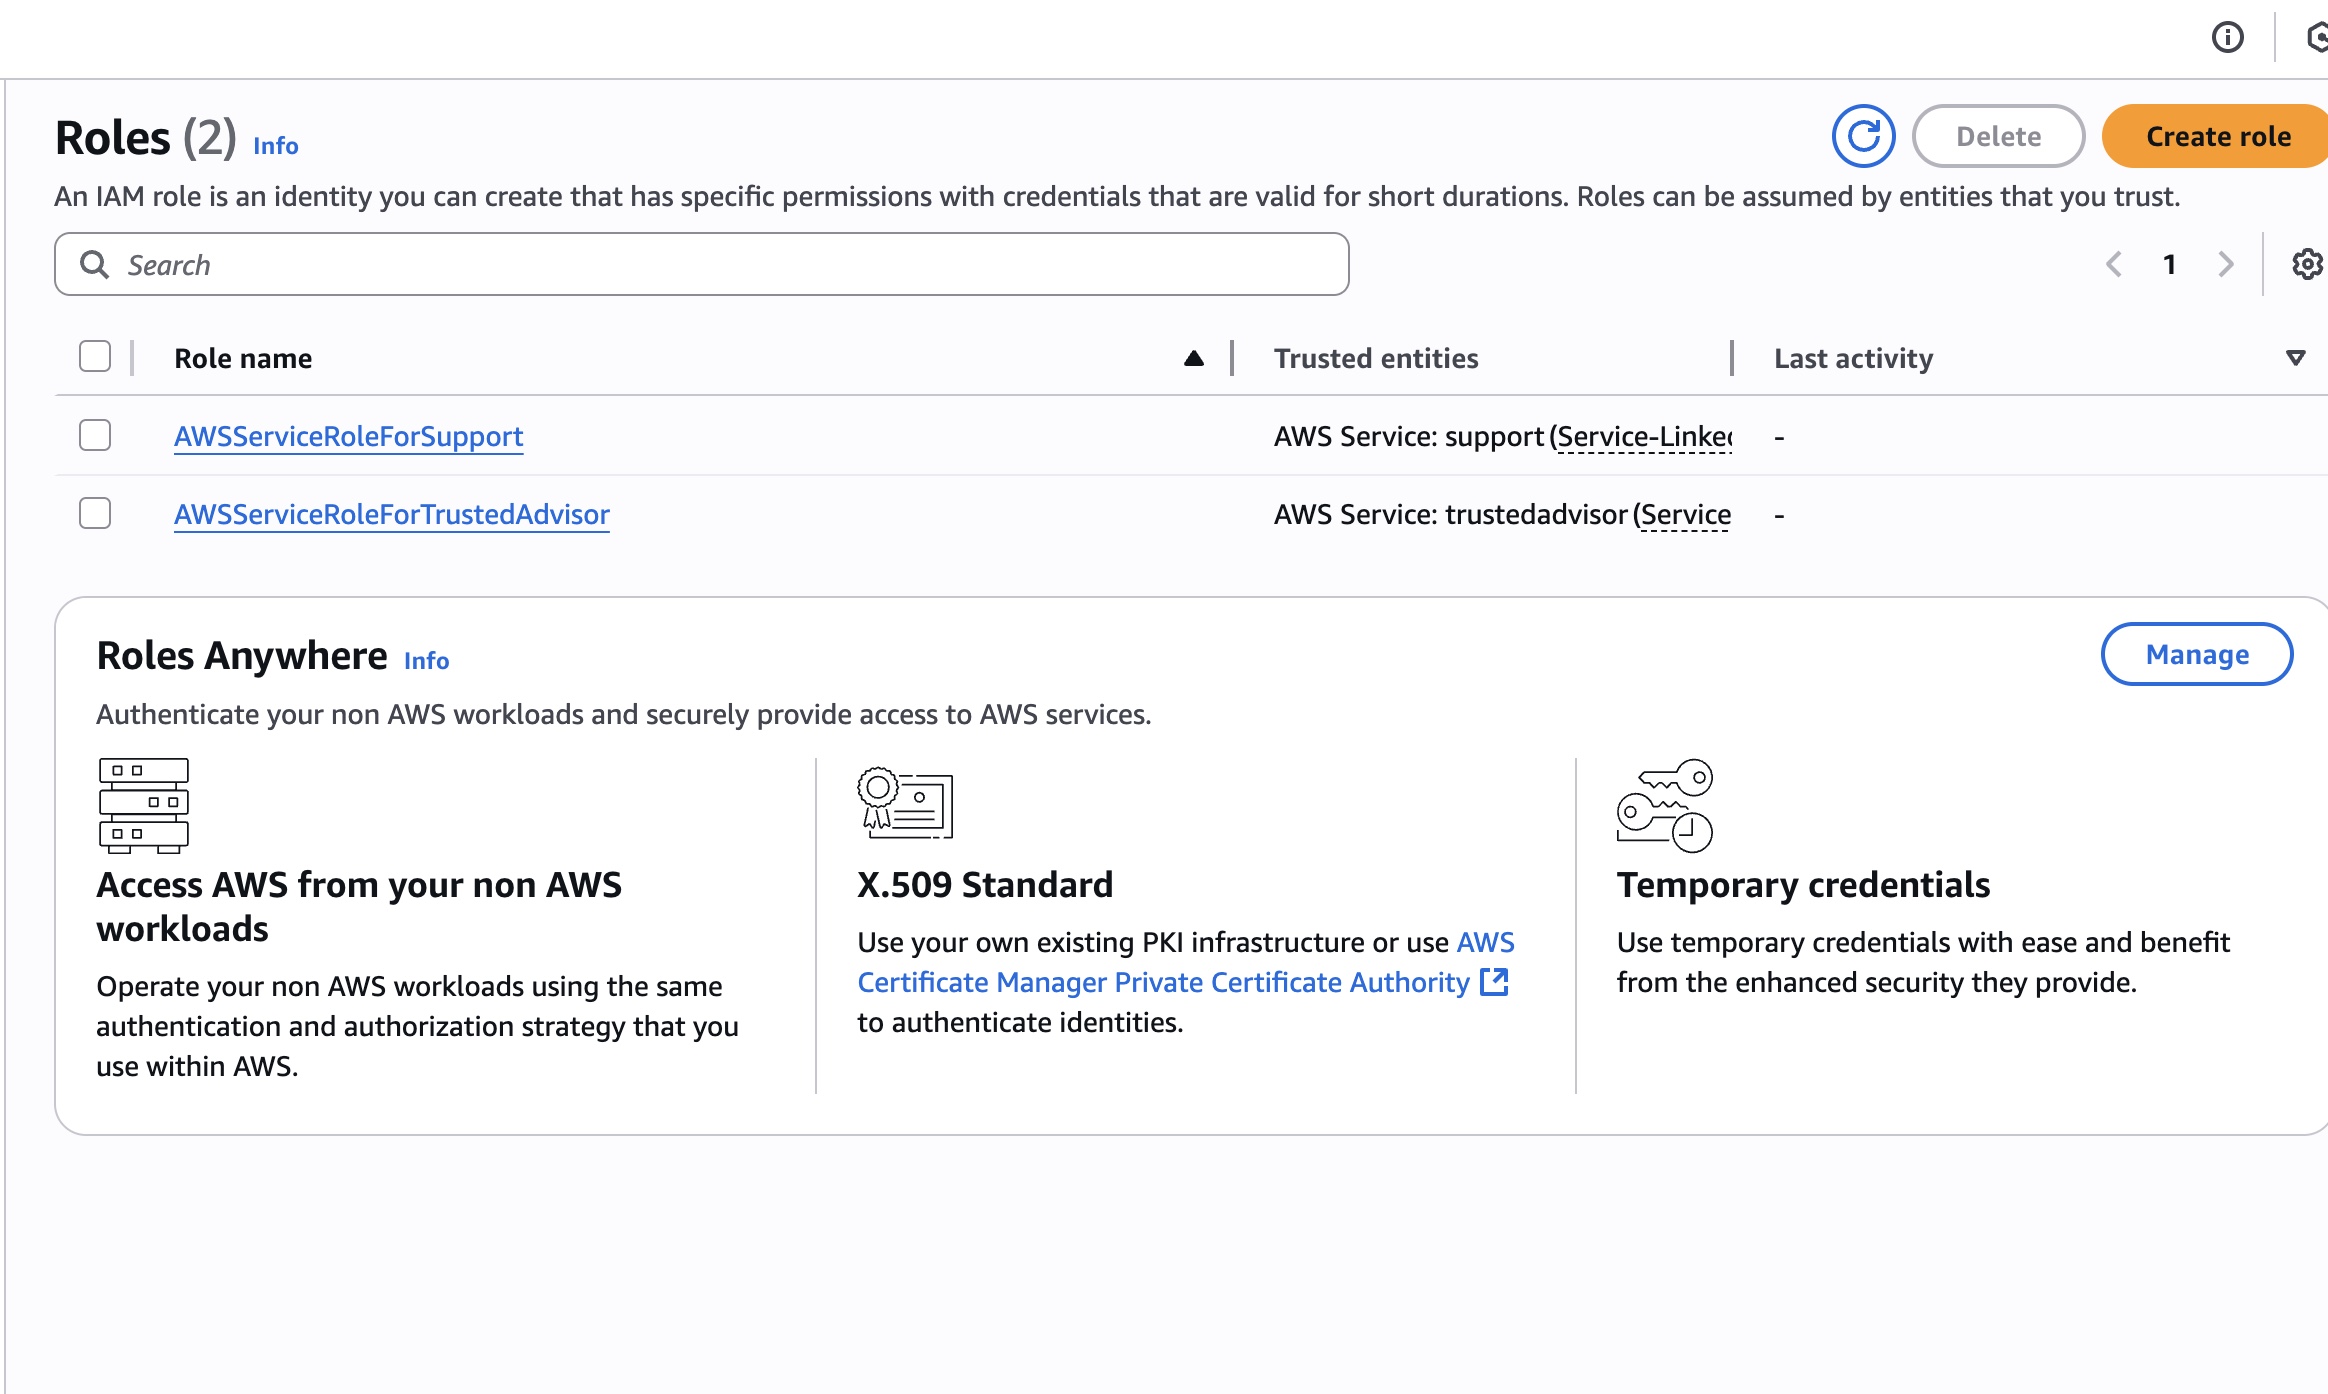 Roles (2) Info
Delete
Create role
An IAM role is an identity you can create that has specific permissions with credentials that are valid for short durations. Roles can be assumed by entities that you trust.
Search
1
Role name
Trusted entities
Last activity
AWSServiceRoleForSupport
AWS Service: support (Service-Linked
-
AWSServiceRoleForTrustedAdvisor
AWS Service: trustedadvisor (Service
-
Roles Anywhere Info
Manage
Authenticate your non AWS workloads and securely provide access to AWS services.
Access AWS from your non AWS
workloads
Operate your non AWS workloads using the same
authentication and authorization strategy that you
use within AWS.
X.509 Standard
Use your own existing PKI infrastructure or use AWS
Certificate Manager Private Certificate Authority
to authenticate identities.
Temporary credentials
Use temporary credentials with ease and benefit
from the enhanced security they provide.